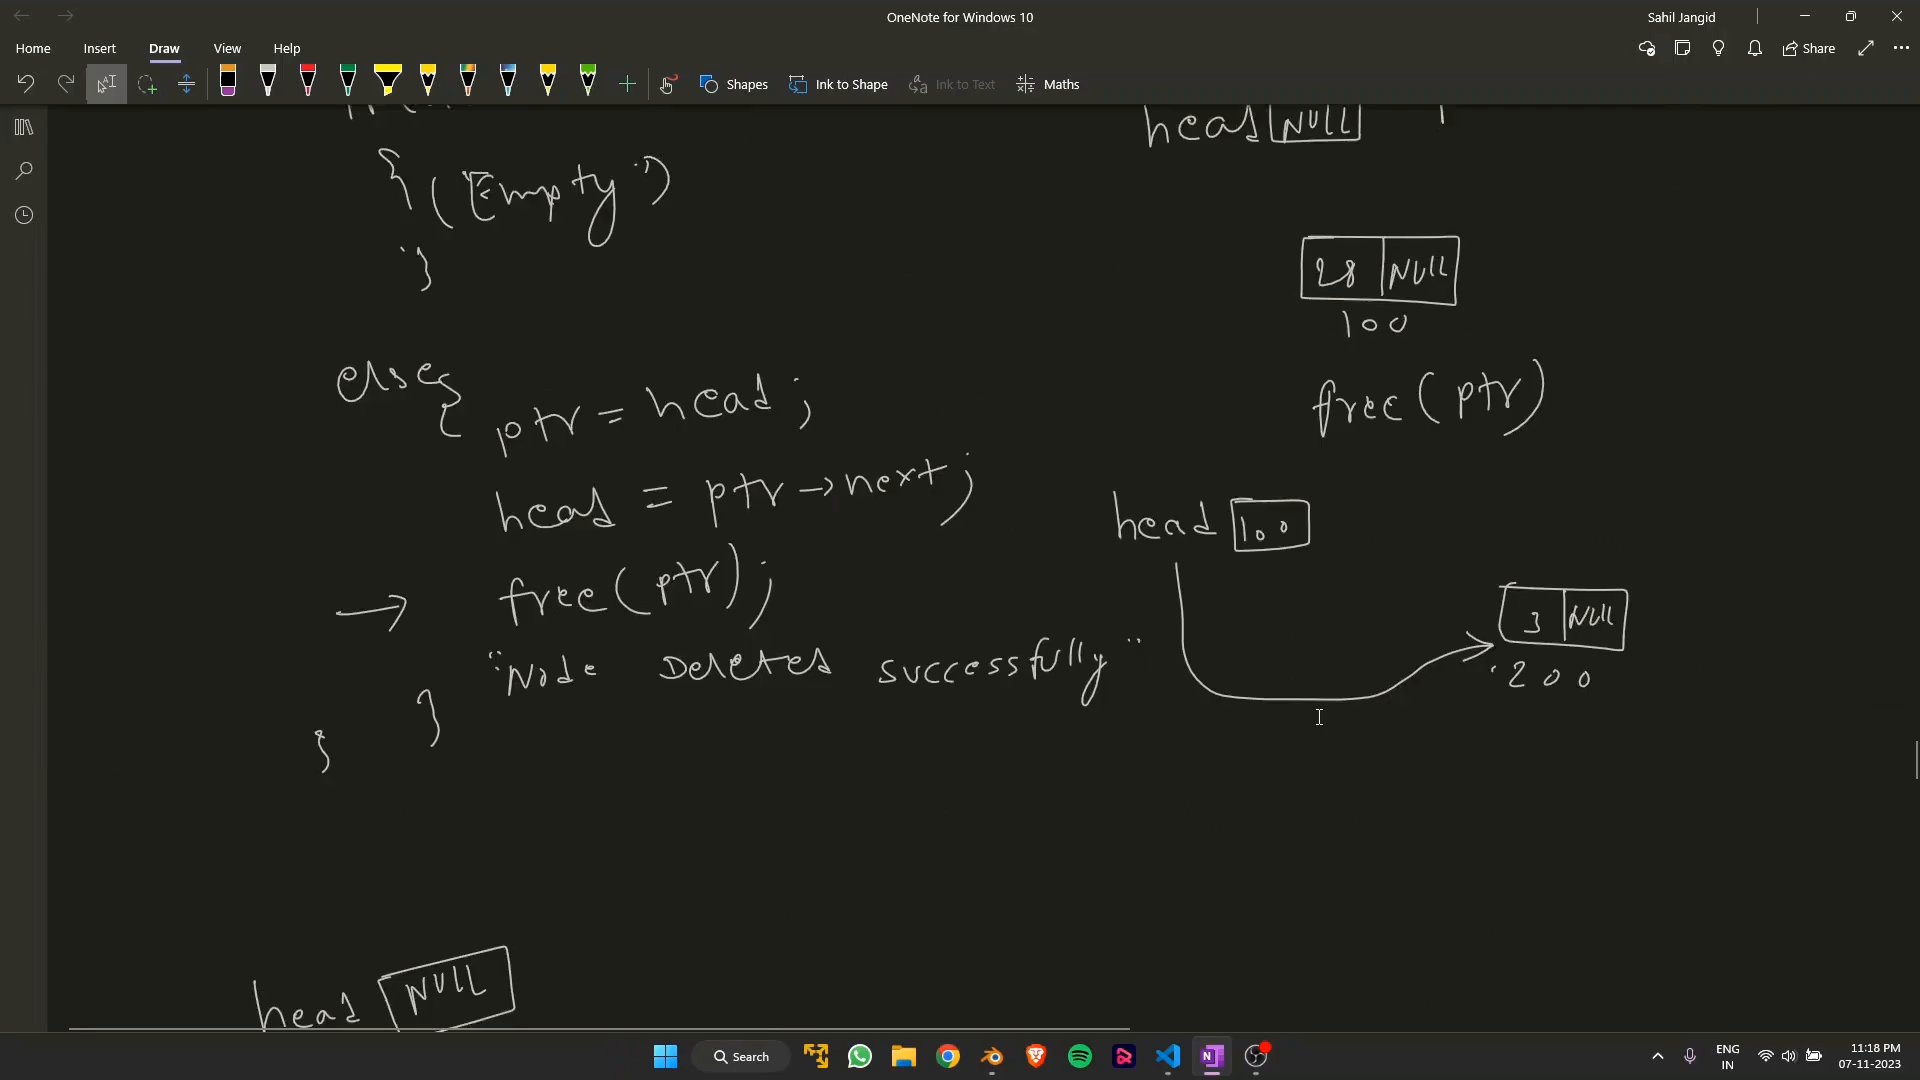 OneNote for Windows 10
Sahil Jangid
Home Insert Draw View Help
Share
Shapes Ink to Shape Ink to Text Maths
head NULL
{ ("Empty")
}
28 NULL
100
free(ptr)
else{
ptr = head;
head = ptr→next;
→ free(ptr);
"Node Deleted successfully"
}
}
head 100
3 NULL
200
head NULL
Search
ENG
IN
11:18 PM
07-11-2023